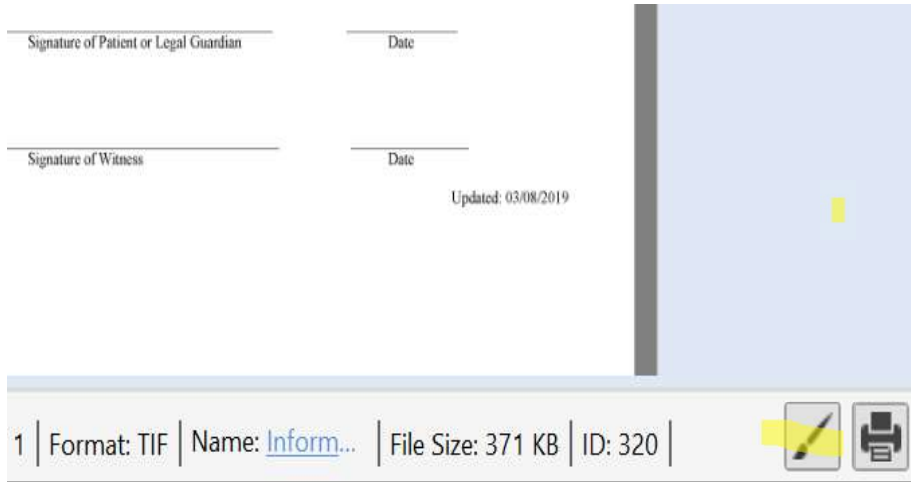 Signature of Patient or Legal Guardian Date
Signature of Witness Date
Updated: 03/08/2019
1 | Format: TIF | Name: Inform... | File Size: 371 KB | ID: 320 |